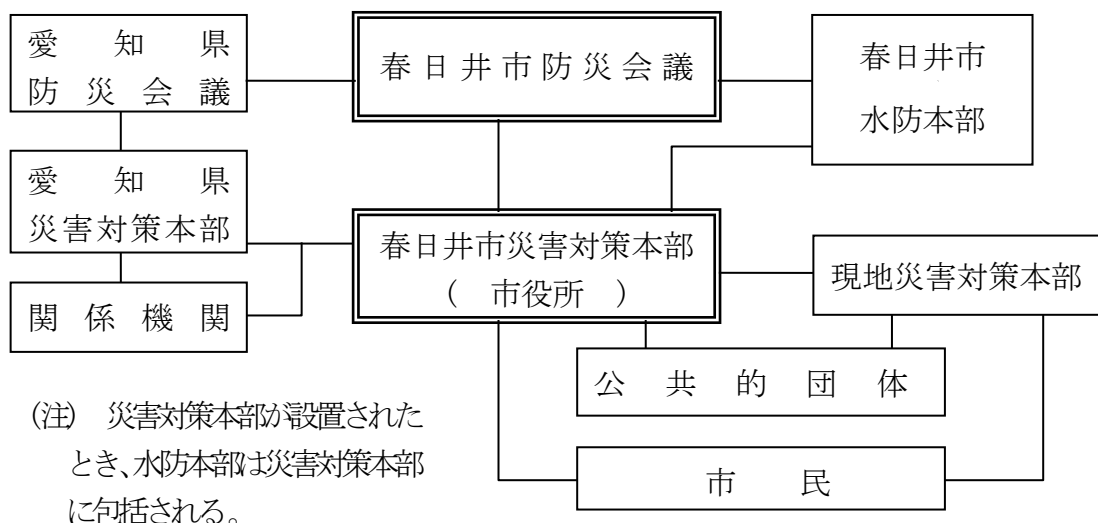 愛知県
防災会議
春日井市防災会議
春日井市
水防本部
愛知県
災害対策本部
春日井市災害対策本部
（ 市役所 ）
現地災害対策本部
関係機関
公共的団体
(注) 災害対策本部が設置された
とき、水防本部は災害対策本部
に包括される。
市民